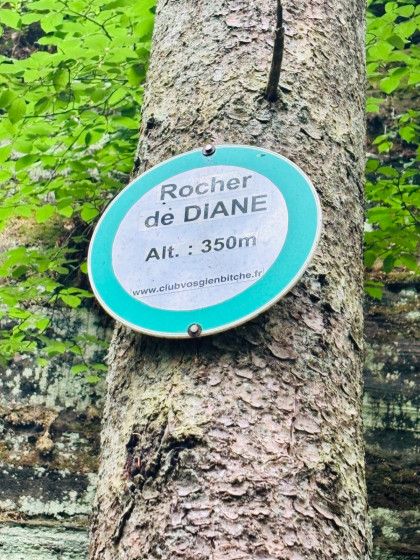 Rocher
de DIANE
Alt. : 350m
www.clubvosgienbitche.fr